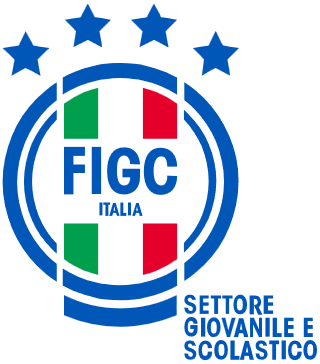 FIGC
ITALIA
SETTORE
GIOVANILE E
SCOLASTICO